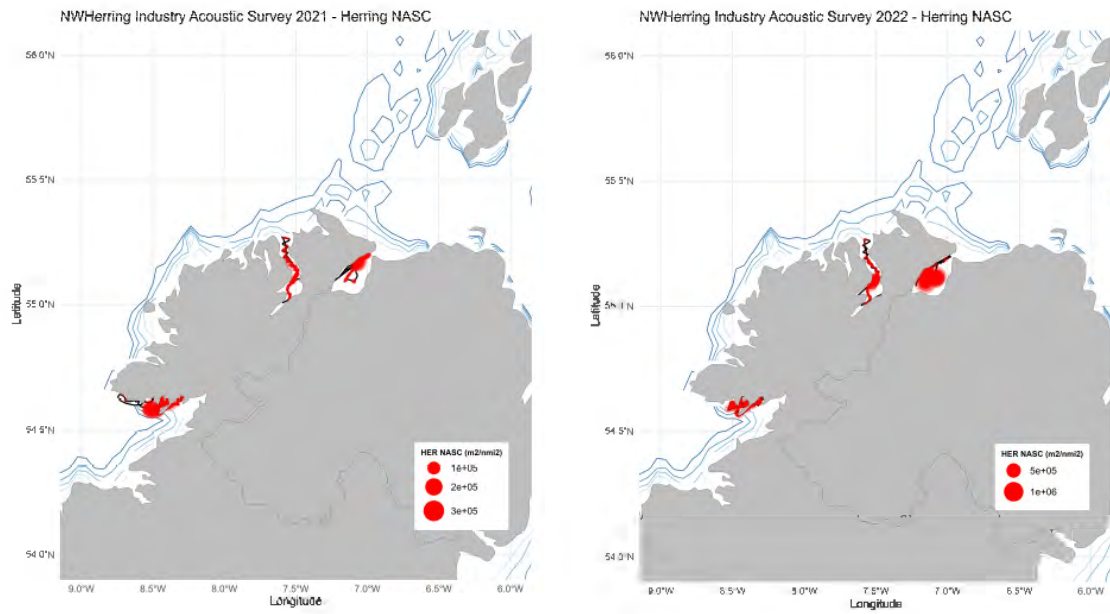 NWHerring Industry Acoustic Survey 2021 - Herring NASC
56.0°N
55.5°N
55.0°N
54.5°N
54.0°N
Latitude
HER NASC (m2/nmi2)
1e+05
2e+05
3e+05
9.0°W 8.5°W 8.0°W 7.5°W 7.0°W 6.5°W 6.0°W
Longitude
NWHerring Industry Acoustic Survey 2022 - Herring NASC
56.0°N
55.5°N
55.0°N
54.5°N
54.0°N
Latitude
HER NASC (m2/nmi2)
5e+05
1e+06
9.0°W 8.5°W 8.0°W 7.5°W 7.0°W 6.5°W 6.0°W
Longitude